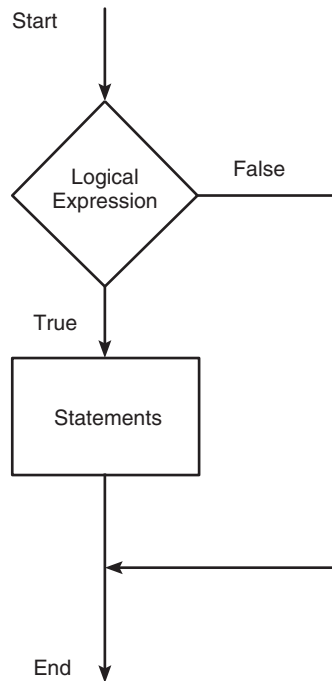 Start
Logical
Expression
False
True
Statements
End